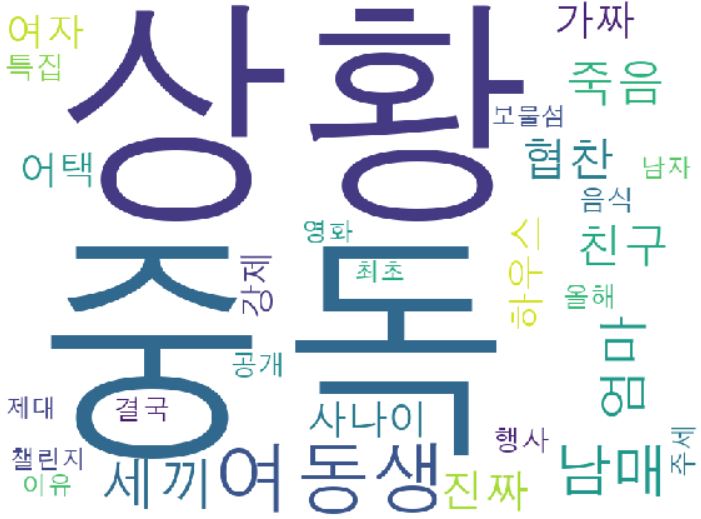 여자
상황
가짜
특집
죽음
보물섬
어택
협찬
남자
음식
영화
친구
중독
강제
최초
하우스
올해
공개
엄마
제대
결국
사나이
챌린지
이유
세끼
여동생
진짜
행사
남매
주세